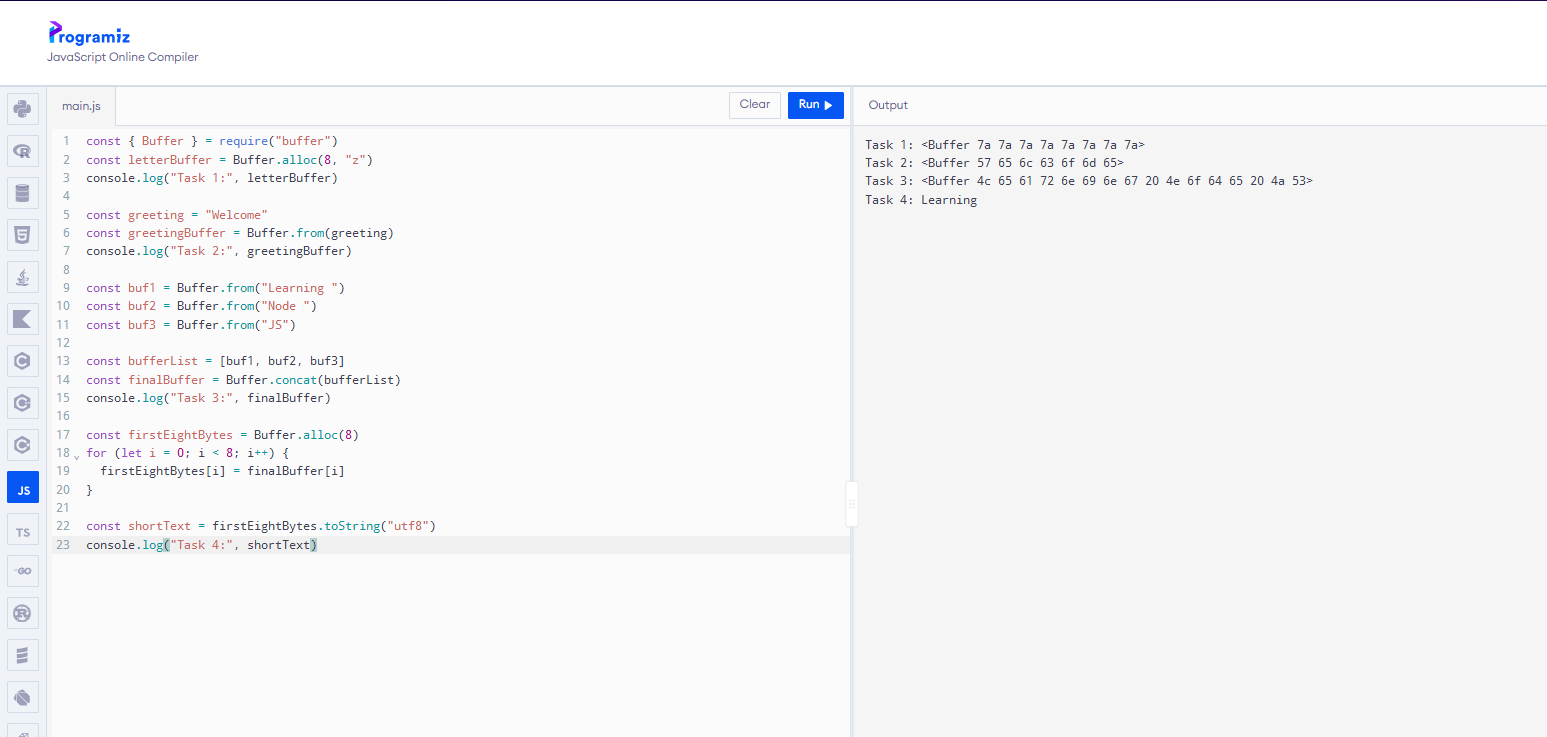 Programiz
JavaScript Online Compiler
main.js
Clear
Run
Output
1 const { Buffer } = require("buffer")
2 const letterBuffer = Buffer.alloc(8, "z")
3 console.log("Task 1:", letterBuffer)
4
5 const greeting = "Welcome"
6 const greetingBuffer = Buffer.from(greeting)
7 console.log("Task 2:", greetingBuffer)
8
9 const buf1 = Buffer.from("Learning ")
10 const buf2 = Buffer.from("Node ")
11 const buf3 = Buffer.from("JS")
12
13 const bufferList = [buf1, buf2, buf3]
14 const finalBuffer = Buffer.concat(bufferList)
15 console.log("Task 3:", finalBuffer)
16
17 const firstEightBytes = Buffer.alloc(8)
18 for (let i = 0; i < 8; i++) {
19   firstEightBytes[i] = finalBuffer[i]
20 }
21
22 const shortText = firstEightBytes.toString("utf8")
23 console.log("Task 4:", shortText)
Task 1: <Buffer 7a 7a 7a 7a 7a 7a 7a 7a>
Task 2: <Buffer 57 65 6c 63 6f 6d 65>
Task 3: <Buffer 4c 65 61 72 6e 69 6e 67 20 4e 6f 64 65 20 4a 53>
Task 4: Learning
R
5
C
C
C
JS
TS
GO
R